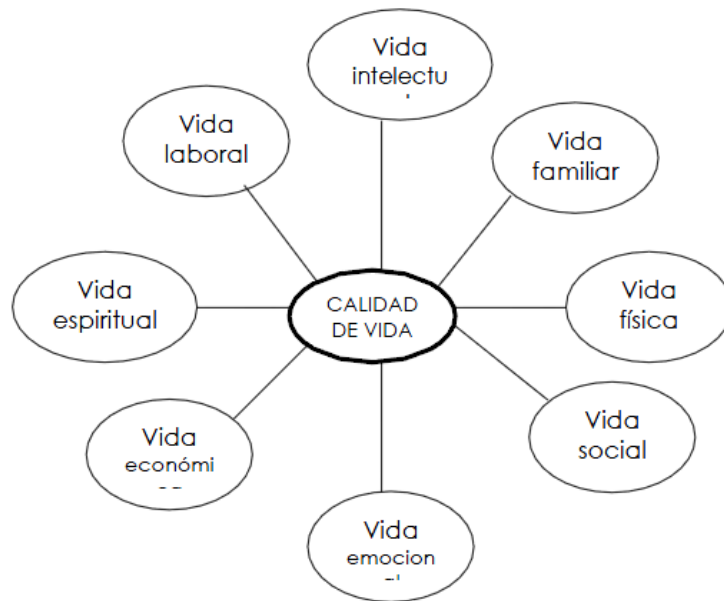 Vida
intelectu
Vida
laboral
Vida
familiar
Vida
espiritual
CALIDAD
DE VIDA
Vida
física
Vida
económi
Vida
social
Vida
emocion